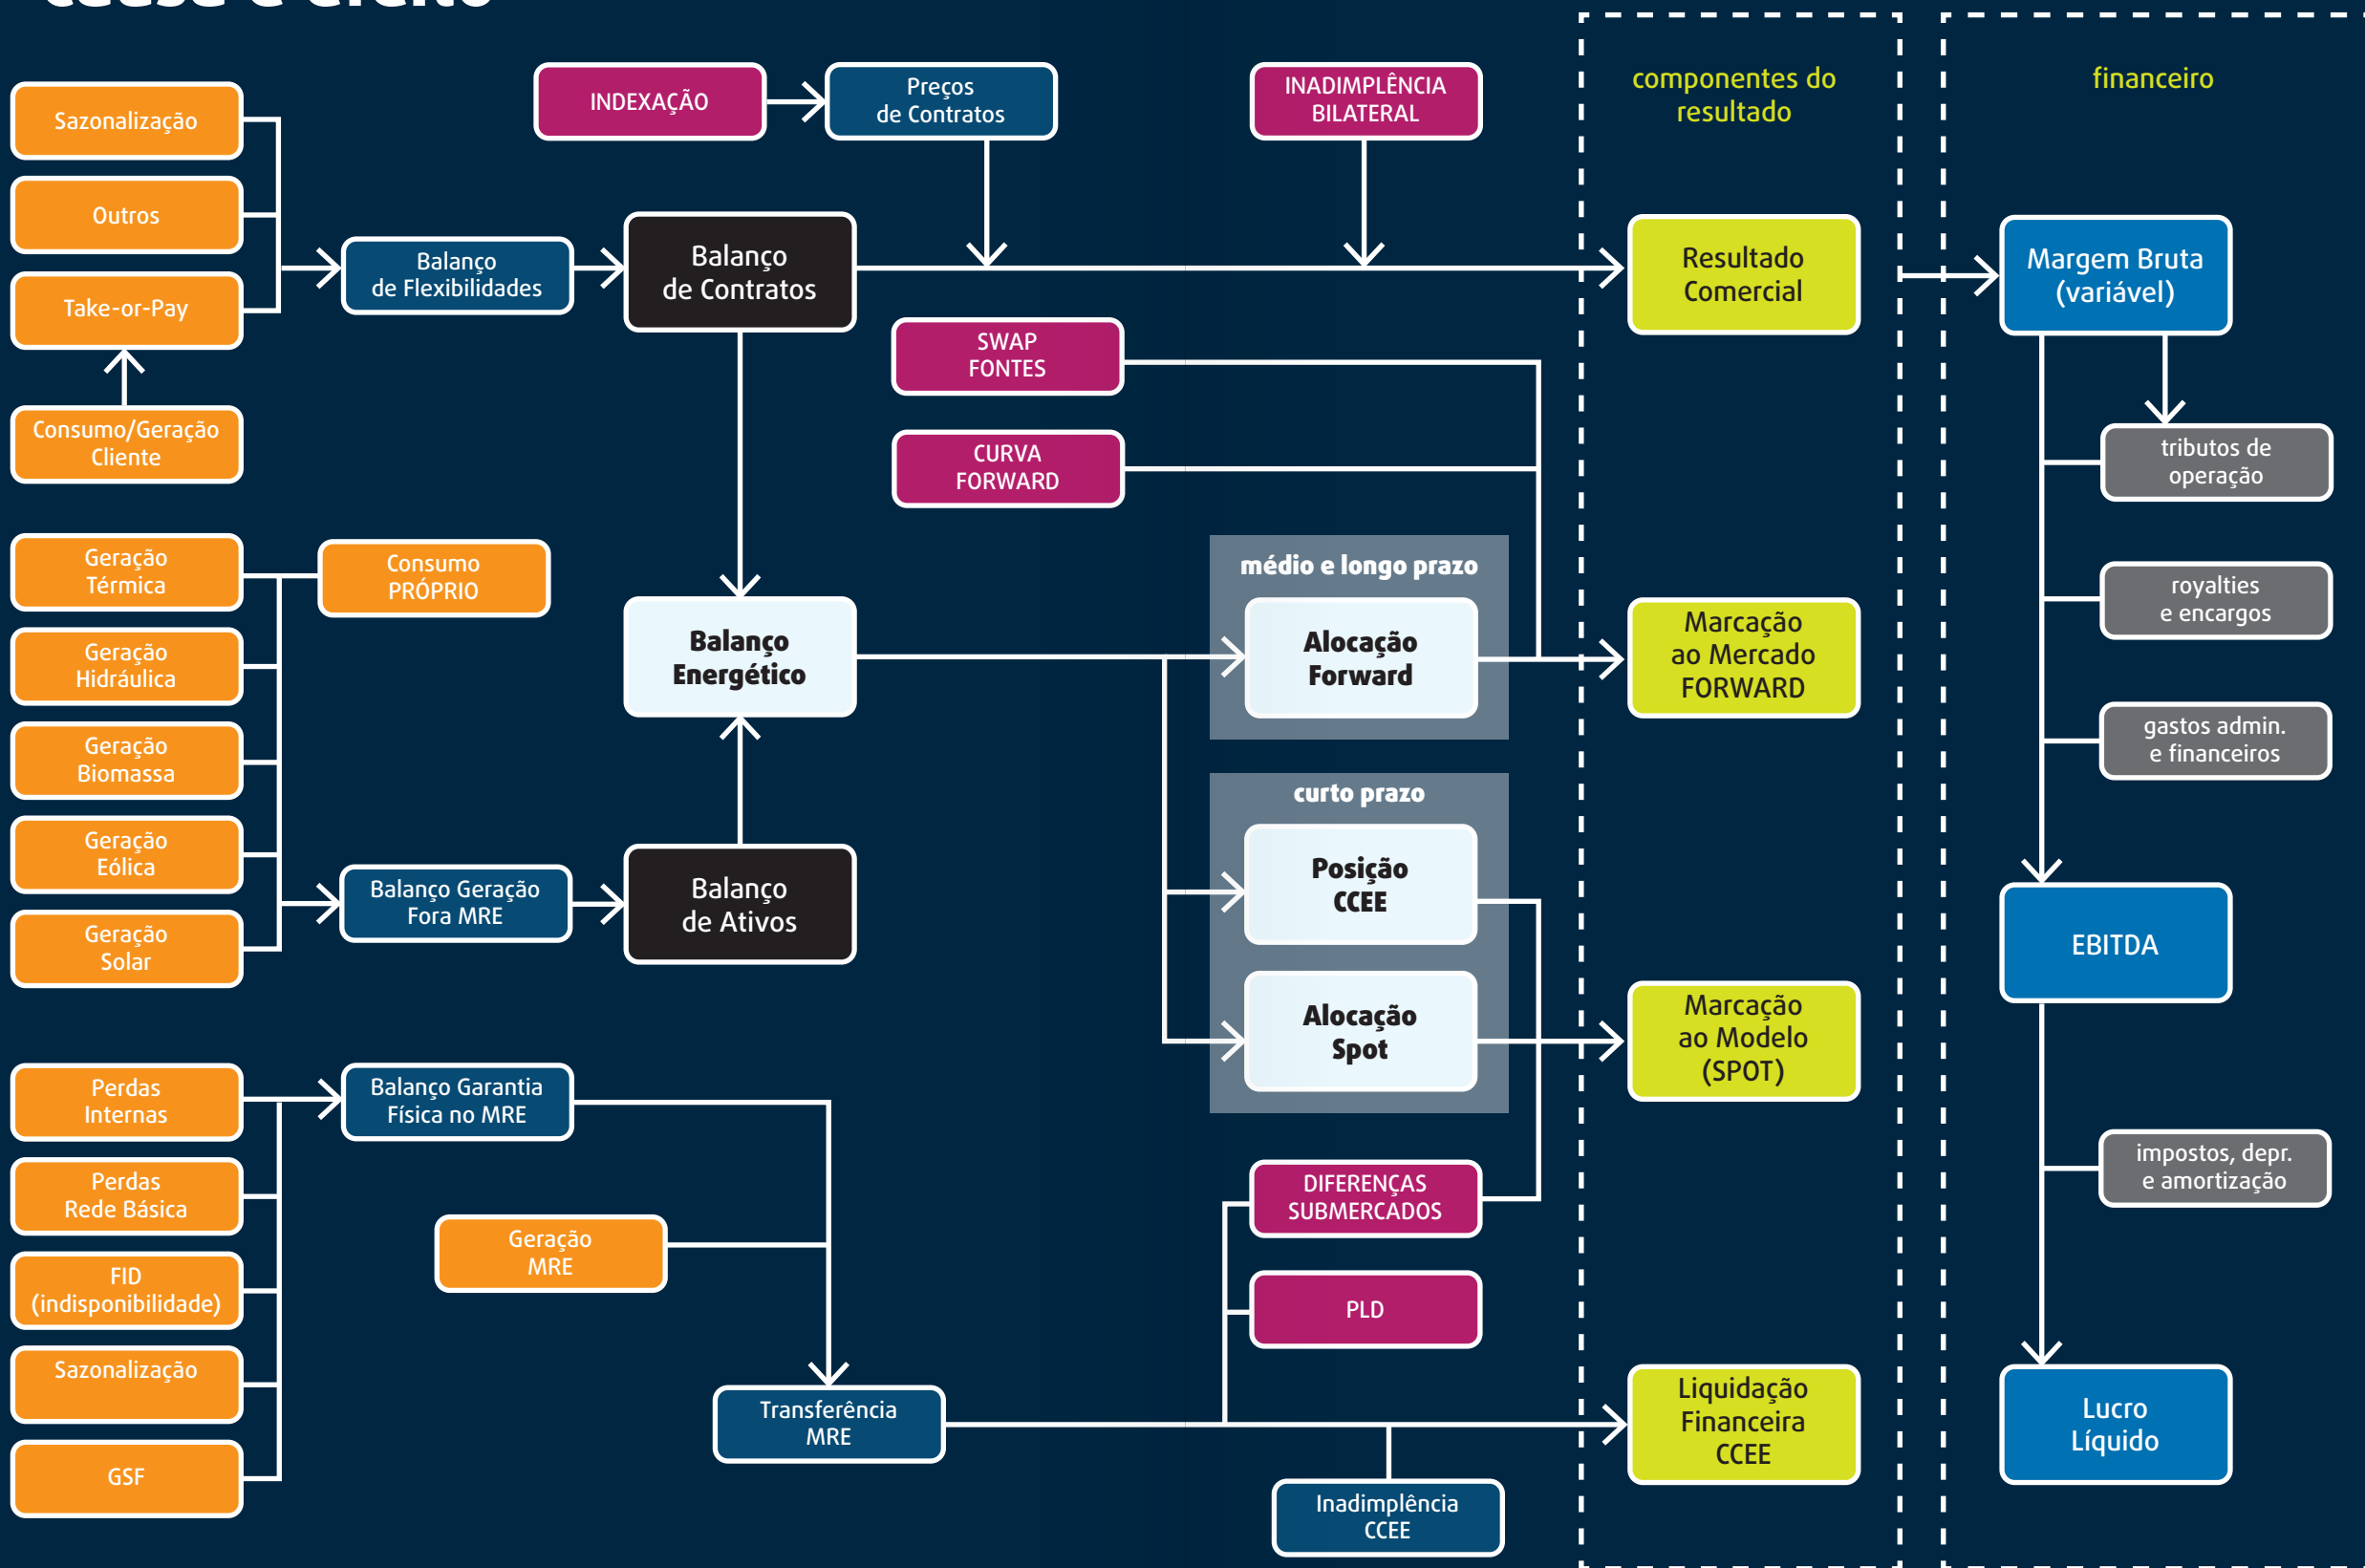 causa e efeito
Sazonalização
Outros
Take-or-Pay
Consumo/Geração
Cliente
Balanço
de Flexibilidades
INDEXAÇÃO
Preços
de Contratos
Balanço
de Contratos
INADIMPLÊNCIA
BILATERAL
SWAP
FONTES
CURVA
FORWARD
Geração
Térmica
Consumo
PRÓPRIO
Geração
Hidráulica
Geração
Biomassa
Geração
Eólica
Geração
Solar
Balanço Geração
Fora MRE
Balanço
Energético
Balanço
de Ativos
médio e longo prazo
Alocação
Forward
curto prazo
Posição
CCEE
Alocação
Spot
Perdas
Internas
Perdas
Rede Básica
FID
(indisponibilidade)
Sazonalização
GSF
Balanço Garantia
Física no MRE
Geração
MRE
Transferência
MRE
DIFERENÇAS
SUBMERCADOS
PLD
Inadimplência
CCEE
componentes do
resultado
Resultado
Comercial
Marcação
ao Mercado
FORWARD
Marcação
ao Modelo
(SPOT)
Liquidação
Financeira
CCEE
financeiro
Margem Bruta
(variável)
tributos de
operação
royalties
e encargos
gastos admin.
e financeiros
EBITDA
impostos, depr.
e amortização
Lucro
Líquido